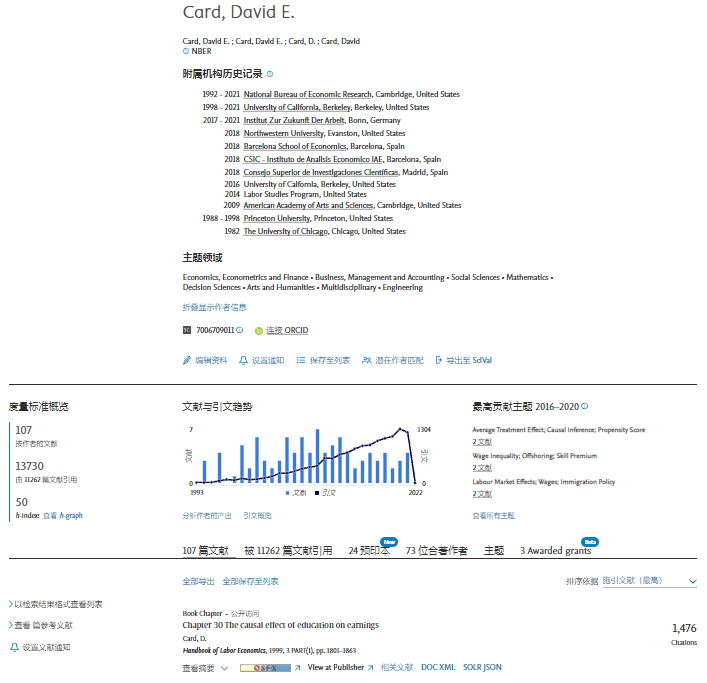 Card, David E.
Card, David E. ; Card, David E. ; Card, D. ; Card, David
NBER
附属机构历史记录
1992 - 2021 National Bureau of Economic Research, Cambridge, United States
1998 - 2021 University of California, Berkeley, Berkeley, United States
2017 - 2021 Institut Zur Zukunft Der Arbeit, Bonn, Germany
2018 Northwestern University, Evanston, United States
2018 Barcelona School of Economics, Barcelona, Spain
2018 CSIC - Instituto de Analisis Economico IAE, Barcelona, Spain
2018 Consejo Superior de Investigaciones Científicas, Madrid, Spain
2016 University of Calfornia, Berkeley, United States
2014 Labor Studies Program, United States
2009 American Academy of Arts and Sciences, Cambridge, United States
1988 - 1998 Princeton University, Princeton, United States
1982 The University of Chicago, Chicago, United States
主题领域
Economics, Econometrics and Finance • Business, Management and Accounting • Social Sciences • Mathematics •
Decision Sciences • Arts and Humanities • Multidisciplinary • Engineering
折叠显示作者信息
SC 7006709011 iD 连接 ORCID
编辑资料 设置通知 保存至列表 潜在作者匹配 导出至 SciVal
度量标准概览
107
按作者的文献
13730
由 11262 篇文献引用
50
h-index: 查看 h-graph
文献与引文趋势
7 1304
文献 引文
0 0
1993 2022
文献 引文
分析作者的产出 引文概览
最高贡献主题 2016–2020
Average Treatment Effect; Causal Inference; Propensity Score
2 文献
Wage Inequality; Offshoring; Skill Premium
2 文献
Labour Market Effects; Wages; Immigration Policy
2 文献
查看所有主题
New Beta
107 篇文献 被 11262 篇文献引用 24 预印本 73 位合著作者 主题 3 Awarded grants
全部导出 全部保存至列表 排序依据 施引文献（最高）
以检索结果格式查看列表
查看 篇参考文献
设置文献通知
Book Chapter • 公开访问
Chapter 30 The causal effect of education on earnings
Card, D.
Handbook of Labor Economics, 1999, 3 PART(1), pp. 1801–1863
1,476
Citations
查看摘要 View at Publisher 相关文献 DOC XML SOLR JSON